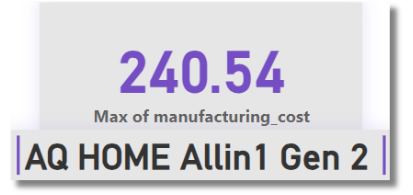 240.54
Max of manufacturing_cost
AQ HOME Allin1 Gen 2